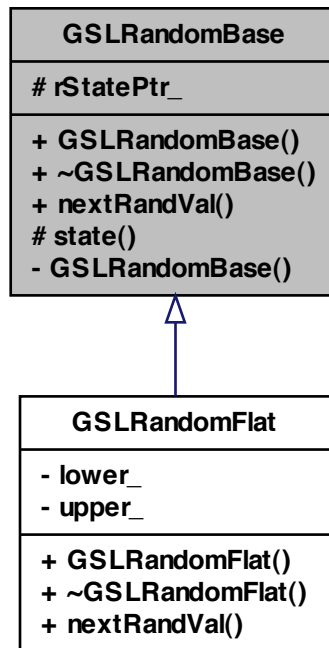 GSLRandomBase
# rStatePtr_
+ GSLRandomBase()
+ ~GSLRandomBase()
+ nextRandVal()
# state()
- GSLRandomBase()
GSLRandomFlat
- lower_
- upper_
+ GSLRandomFlat()
+ ~GSLRandomFlat()
+ nextRandVal()